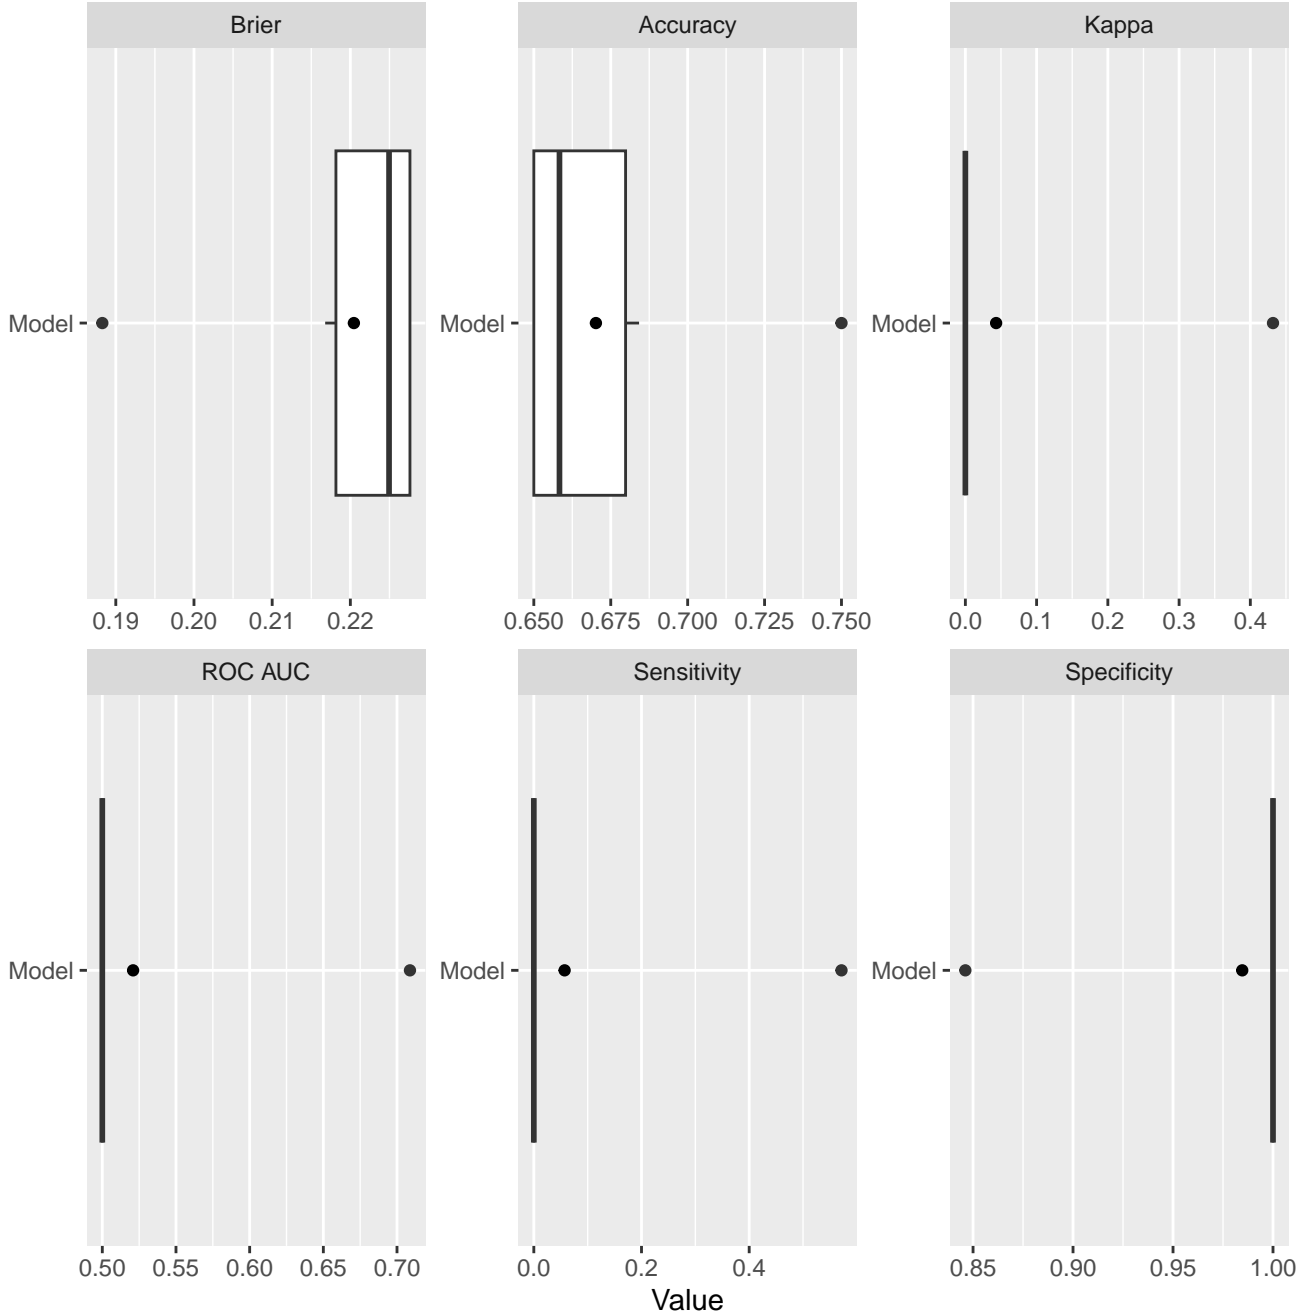 Brier Accuracy Kappa
Model Model Model
0.19 0.20 0.21 0.22 0.650 0.675 0.700 0.725 0.750 0.0 0.1 0.2 0.3 0.4
ROC AUC Sensitivity Specificity
Model Model Model
0.50 0.55 0.60 0.65 0.70 0.0 0.2 0.4 0.85 0.90 0.95 1.00
Value